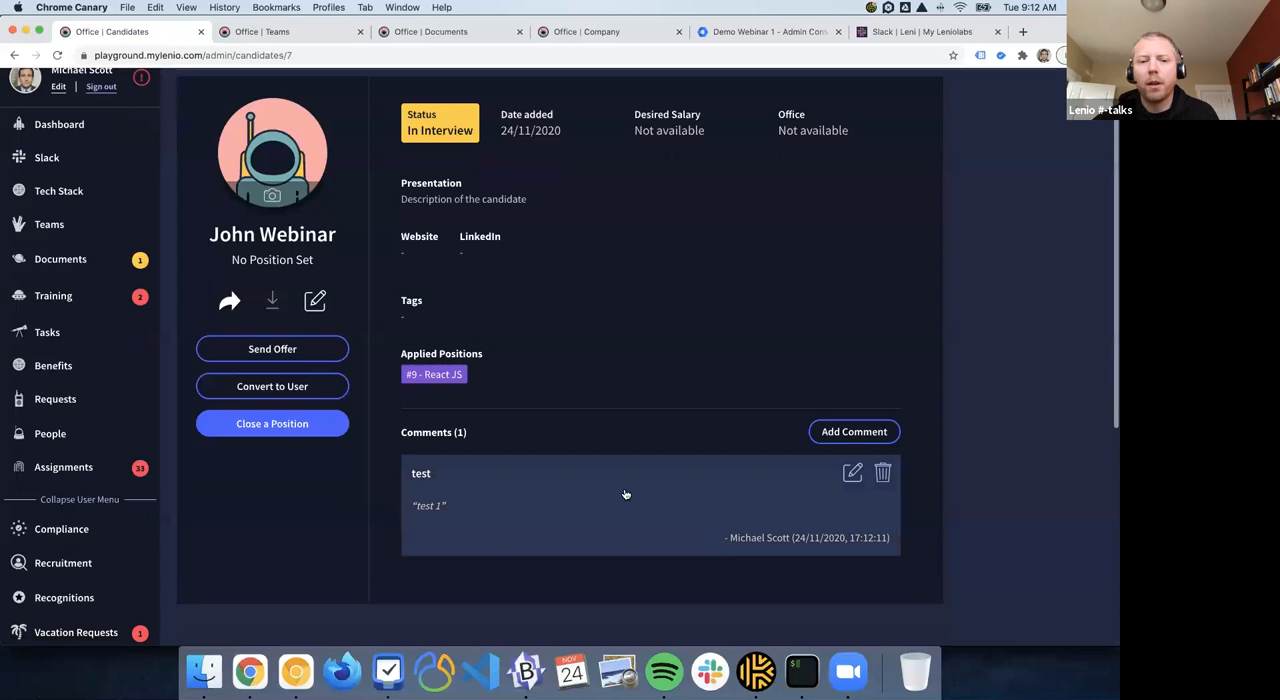 Chrome Canary File Edit View History Bookmarks Profiles Tab Window Help Tue 9:12 AM
Office | Candidates Office | Teams Office | Documents Office | Company Demo Webinar 1 - Admin Con Slack | Leni | My Leniolabs
playground.mylenio.com/admin/candidates/7
Lenio #-talks
Michael Scott
Edit | Sign out
Dashboard
Slack
Tech Stack
Teams
Documents 1
Training 2
Tasks
Benefits
Requests
People
Assignments 33
Collapse User Menu
Compliance
Recruitment
Recognitions
Vacation Requests 1
John Webinar
No Position Set
Send Offer
Convert to User
Close a Position
Status Date added Desired Salary Office
In Interview 24/11/2020 Not available Not available
Presentation
Description of the candidate
Website LinkedIn
- -
Tags
-
Applied Positions
#9 - React JS
Comments (1) Add Comment
test
“test 1”
- Michael Scott (24/11/2020, 17:12:11)
NOV
24